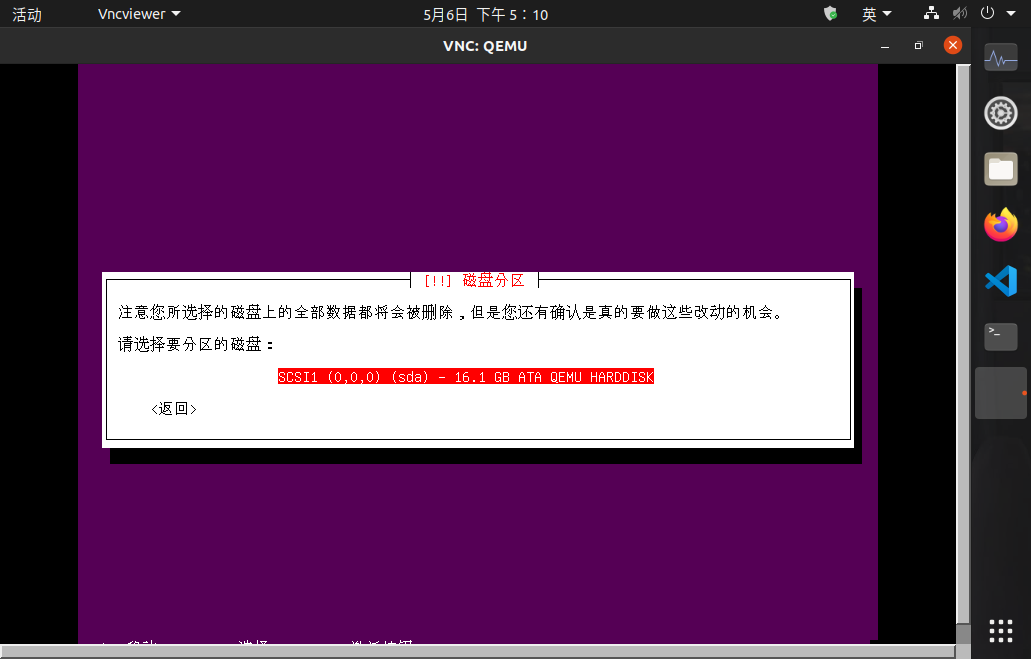 活动 Vncviewer 5月6日 下午 5：10 英
VNC: QEMU
[!!] 磁盘分区
注意您所选择的磁盘上的全部数据都将会被删除，但是您还有确认是真的要做这些改动的机会。
请选择要分区的磁盘：
SCSI1 (0,0,0) (sda) - 16.1 GB ATA QEMU HARDDISK
<返回>